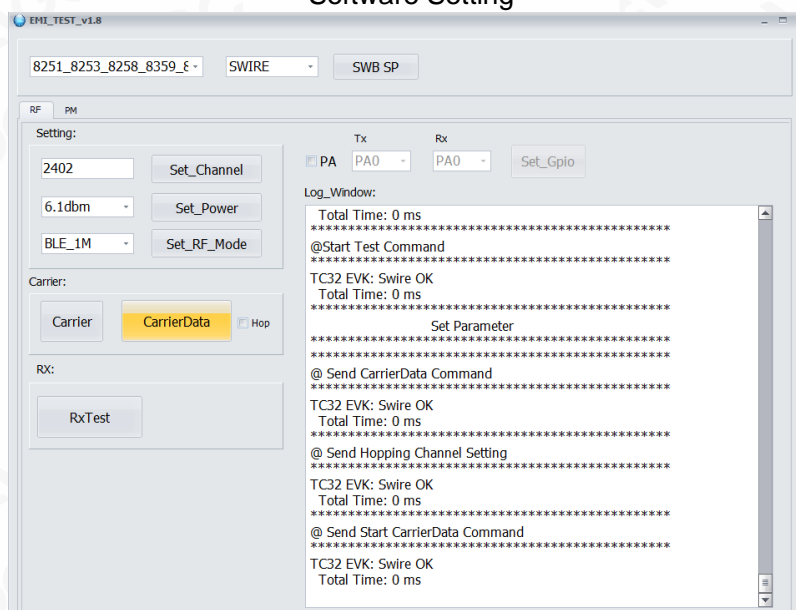 Software Setting
EMI_TEST_v1.8
8251_8253_8258_8359_8 SWIRE SWB SP
RF PM
Setting:
2402 Set_Channel
6.1dbm Set_Power
BLE_1M Set_RF_Mode
Carrier:
Carrier CarrierData Hop
RX:
RxTest
Tx Rx
PA PA0 PA0 Set_Gpio
Log_Window:
Total Time: 0 ms
**********************************************************
@Start Test Command
**********************************************************
TC32 EVK: Swire OK
Total Time: 0 ms
**********************************************************
Set Parameter
**********************************************************
**********************************************************
@ Send CarrierData Command
**********************************************************
TC32 EVK: Swire OK
Total Time: 0 ms
**********************************************************
@ Send Hopping Channel Setting
**********************************************************
TC32 EVK: Swire OK
Total Time: 0 ms
**********************************************************
@ Send Start CarrierData Command
**********************************************************
TC32 EVK: Swire OK
Total Time: 0 ms